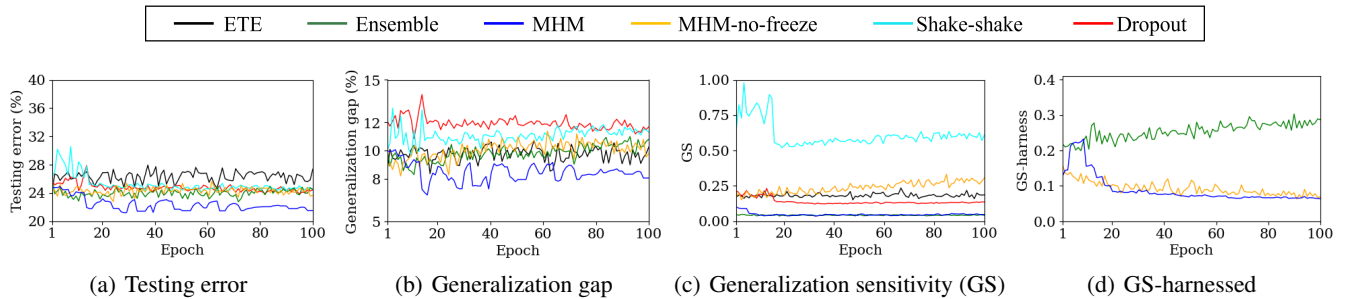 ETE Ensemble MHM MHM-no-freeze Shake-shake Dropout
Testing error (%)
40
36
32
28
24
20
1 20 40 60 80 100
Epoch
(a) Testing error
Generalization gap (%)
15
12
10
8
5
1 20 40 60 80 100
Epoch
(b) Generalization gap
GS
1.00
0.75
0.50
0.25
0.00
1 20 40 60 80 100
Epoch
(c) Generalization sensitivity (GS)
GS-harness
0.4
0.3
0.2
0.1
0.0
1 20 40 60 80 100
Epoch
(d) GS-harnessed